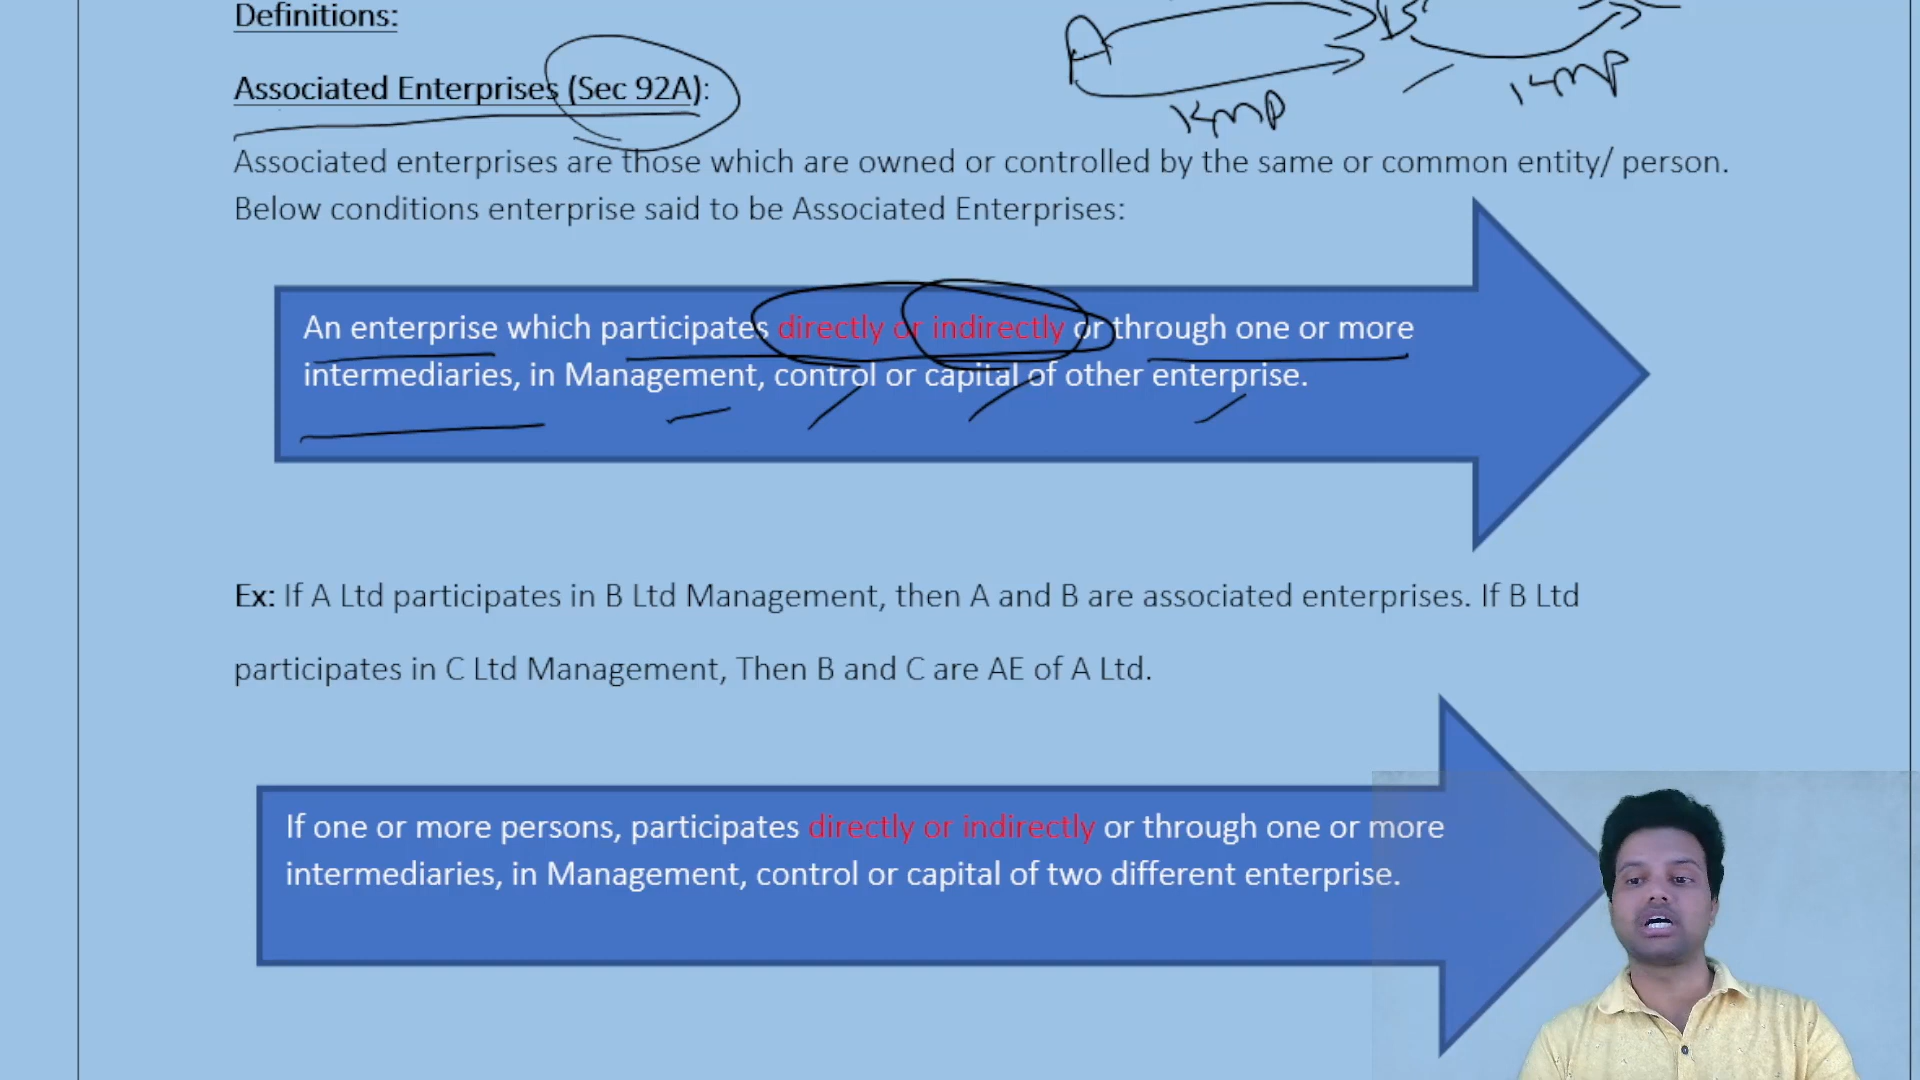 Definitions:
A
B
KMP
KMP
Associated Enterprises (Sec 92A):
Associated enterprises are those which are owned or controlled by the same or common entity/ person.
Below conditions enterprise said to be Associated Enterprises:
An enterprise which participates directly or indirectly or through one or more
intermediaries, in Management, control or capital of other enterprise.
Ex: If A Ltd participates in B Ltd Management, then A and B are associated enterprises. If B Ltd
participates in C Ltd Management, Then B and C are AE of A Ltd.
If one or more persons, participates directly or indirectly or through one or more
intermediaries, in Management, control or capital of two different enterprise.